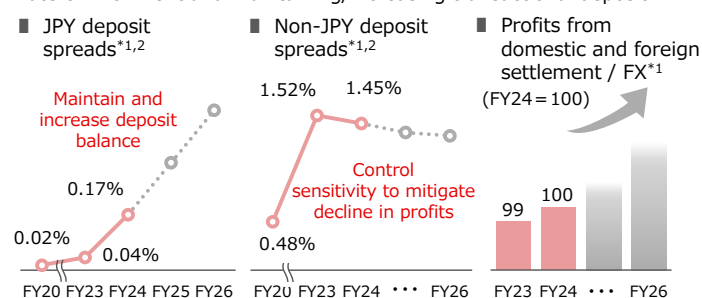 ■ JPY deposit
spreads*1,2
Maintain and
increase deposit
balance
0.17%
0.02%
0.04%
FY20 FY23 FY24 FY25 FY26
■ Non-JPY deposit
spreads*1,2
1.52%
1.45%
Control
sensitivity to mitigate
decline in profits
0.48%
FY20 FY23 FY24 ••• FY26
■ Profits from
domestic and foreign
settlement / FX*1
(FY24=100)
99
100
FY23 FY24 ••• FY26